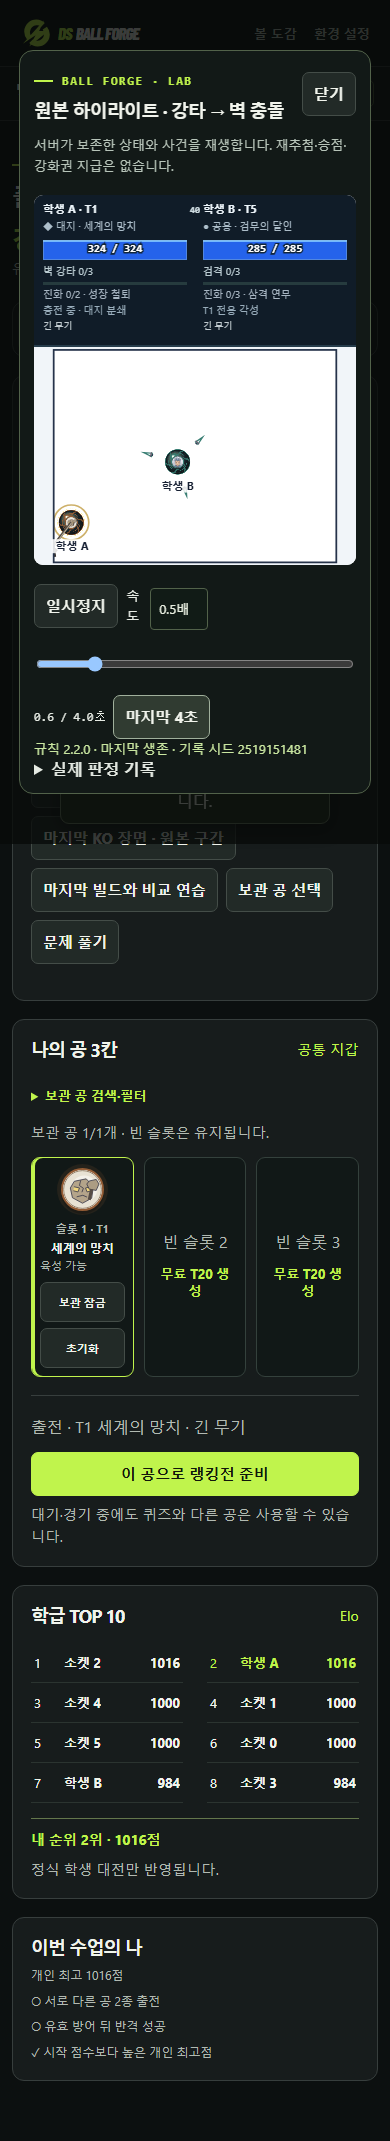 DS BALL FORGE
볼 도감 환경 설정
BALL FORGE · LAB
원본 하이라이트 · 강타 → 벽 충돌
닫기
서버가 보존한 상태와 사건을 재생합니다. 재추첨·승점·
강화권 지급은 없습니다.
학생 A · T1
40
학생 B · T5
◆ 대지 · 세계의 망치
● 공용 · 검무의 달인
324 / 324
285 / 285
벽 강타 0/3
검격 0/3
진화 0/2 · 성장 철퇴
진화 0/3 · 삼격 연무
충전 중 · 대지 분쇄
T1 전용 각성
긴 무기
긴 무기
학생 B
학생 A
일시정지
속도
0.5배
0.6 / 4.0초
마지막 4초
규칙 2.2.0 · 마지막 생존 · 기록 시드 2519151481
▶ 실제 판정 기록
니다.
마지막 KO 장면 · 원본 구간
마지막 빌드와 비교 연습
보관 공 선택
문제 풀기
나의 공 3칸
공통 지갑
▶ 보관 공 검색·필터
보관 공 1/1개 · 빈 슬롯은 유지됩니다.
슬롯 1 · T1
세계의 망치
육성 가능
보관 잠금
초기화
빈 슬롯 2
무료 T20 생
성
빈 슬롯 3
무료 T20 생
성
출전 · T1 세계의 망치 · 긴 무기
이 공으로 랭킹전 준비
대기·경기 중에도 퀴즈와 다른 공은 사용할 수 있습
니다.
학급 TOP 10
Elo
1 소켓 2 1016
2 학생 A 1016
3 소켓 4 1000
4 소켓 1 1000
5 소켓 5 1000
6 소켓 0 1000
7 학생 B 984
8 소켓 3 984
내 순위 2위 · 1016점
정식 학생 대전만 반영됩니다.
이번 수업의 나
개인 최고 1016점
○ 서로 다른 공 2종 출전
○ 유효 방어 뒤 반격 성공
✓ 시작 점수보다 높은 개인 최고점